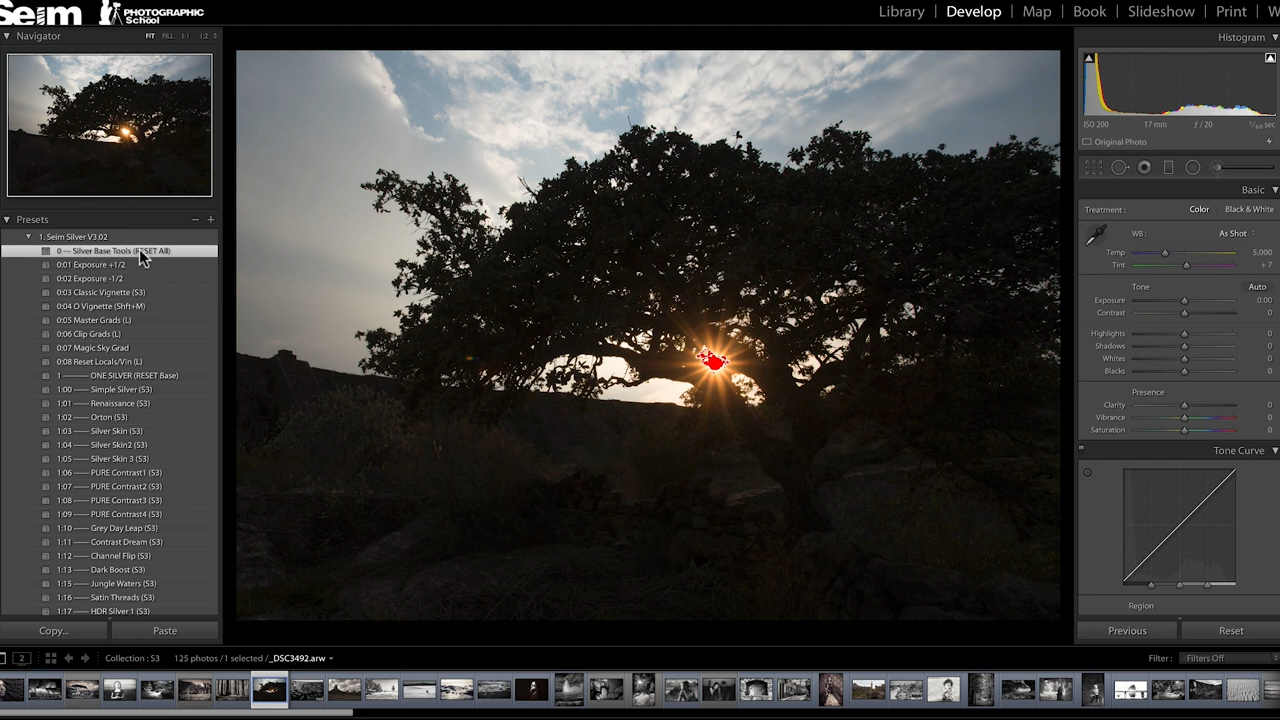 Seim PHOTOGRAPHIC School
Library | Develop | Map | Book | Slideshow | Print | W
Navigator FIT FILL 1:1 1:2
Histogram
ISO 200 17 mm ƒ / 20
Original Photo
Presets
1. Seim Silver V3.02
0 --- Silver Base Tools (RESET All)
0:01 Exposure +1/2
0:02 Exposure -1/2
0:03 Classic Vignette (S3)
0:04 O Vignette (Shft+M)
0:05 Master Grads (L)
0:06 Clip Grads (L)
0:07 Magic Sky Grad
0:08 Reset Locals/Vin (L)
1 ---------- ONE SILVER (RESET Base)
1:00 ------ Simple Silver (S3)
1:01 ------ Renaissance (S3)
1:02 ------ Orton (S3)
1:03 ------ Silver Skin (S3)
1:04 ------ Silver Skin2 (S3)
1:05 ------ Silver Skin 3 (S3)
1:06 ------ PURE Contrast1 (S3)
1:07 ------ PURE Contrast2 (S3)
1:08 ------ PURE Contrast3 (S3)
1:09 ------ PURE Contrast4 (S3)
1:10 ------ Grey Day Leap (S3)
1:11 ------ Contrast Dream (S3)
1:12 ------ Channel Flip (S3)
1:13 ------ Dark Boost (S3)
1:15 ------ Jungle Waters (S3)
1:16 ------ Satin Threads (S3)
1:17 ------ HDR Silver 1 (S3)
Copy... Paste
Basic
Treatment : Color Black & White
WB : As Shot
Temp 5,000
Tint + 7
Tone Auto
Exposure 0.00
Contrast 0
Highlights 0
Shadows 0
Whites 0
Blacks 0
Presence
Clarity 0
Vibrance 0
Saturation 0
Tone Curve
Region
Previous Reset
2 Collection : S3 125 photos / 1 selected / _DSC3492.arw
Filter : Filters Off